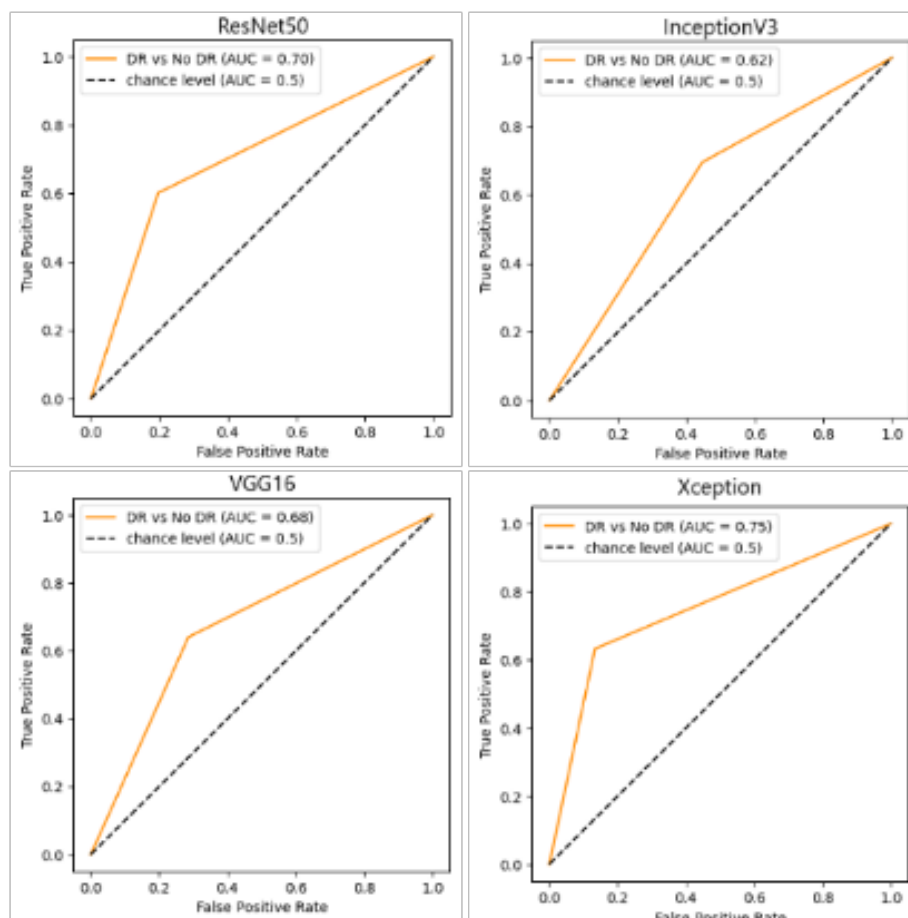 ResNet50
DR vs No DR (AUC = 0.70)
chance level (AUC = 0.5)
1.0
0.8
0.6
0.4
0.2
0.0
True Positive Rate
0.0 0.2 0.4 0.6 0.8 1.0
False Positive Rate
InceptionV3
DR vs No DR (AUC = 0.62)
chance level (AUC = 0.5)
1.0
0.8
0.6
0.4
0.2
0.0
True Positive Rate
0.0 0.2 0.4 0.6 0.8 1.0
False Positive Rate
VGG16
DR vs No DR (AUC = 0.68)
chance level (AUC = 0.5)
1.0
0.8
0.6
0.4
0.2
0.0
True Positive Rate
0.0 0.2 0.4 0.6 0.8 1.0
False Positive Rate
Xception
DR vs No DR (AUC = 0.75)
chance level (AUC = 0.5)
1.0
0.8
0.6
0.4
0.2
0.0
True Positive Rate
0.0 0.2 0.4 0.6 0.8 1.0
False Positive Rate